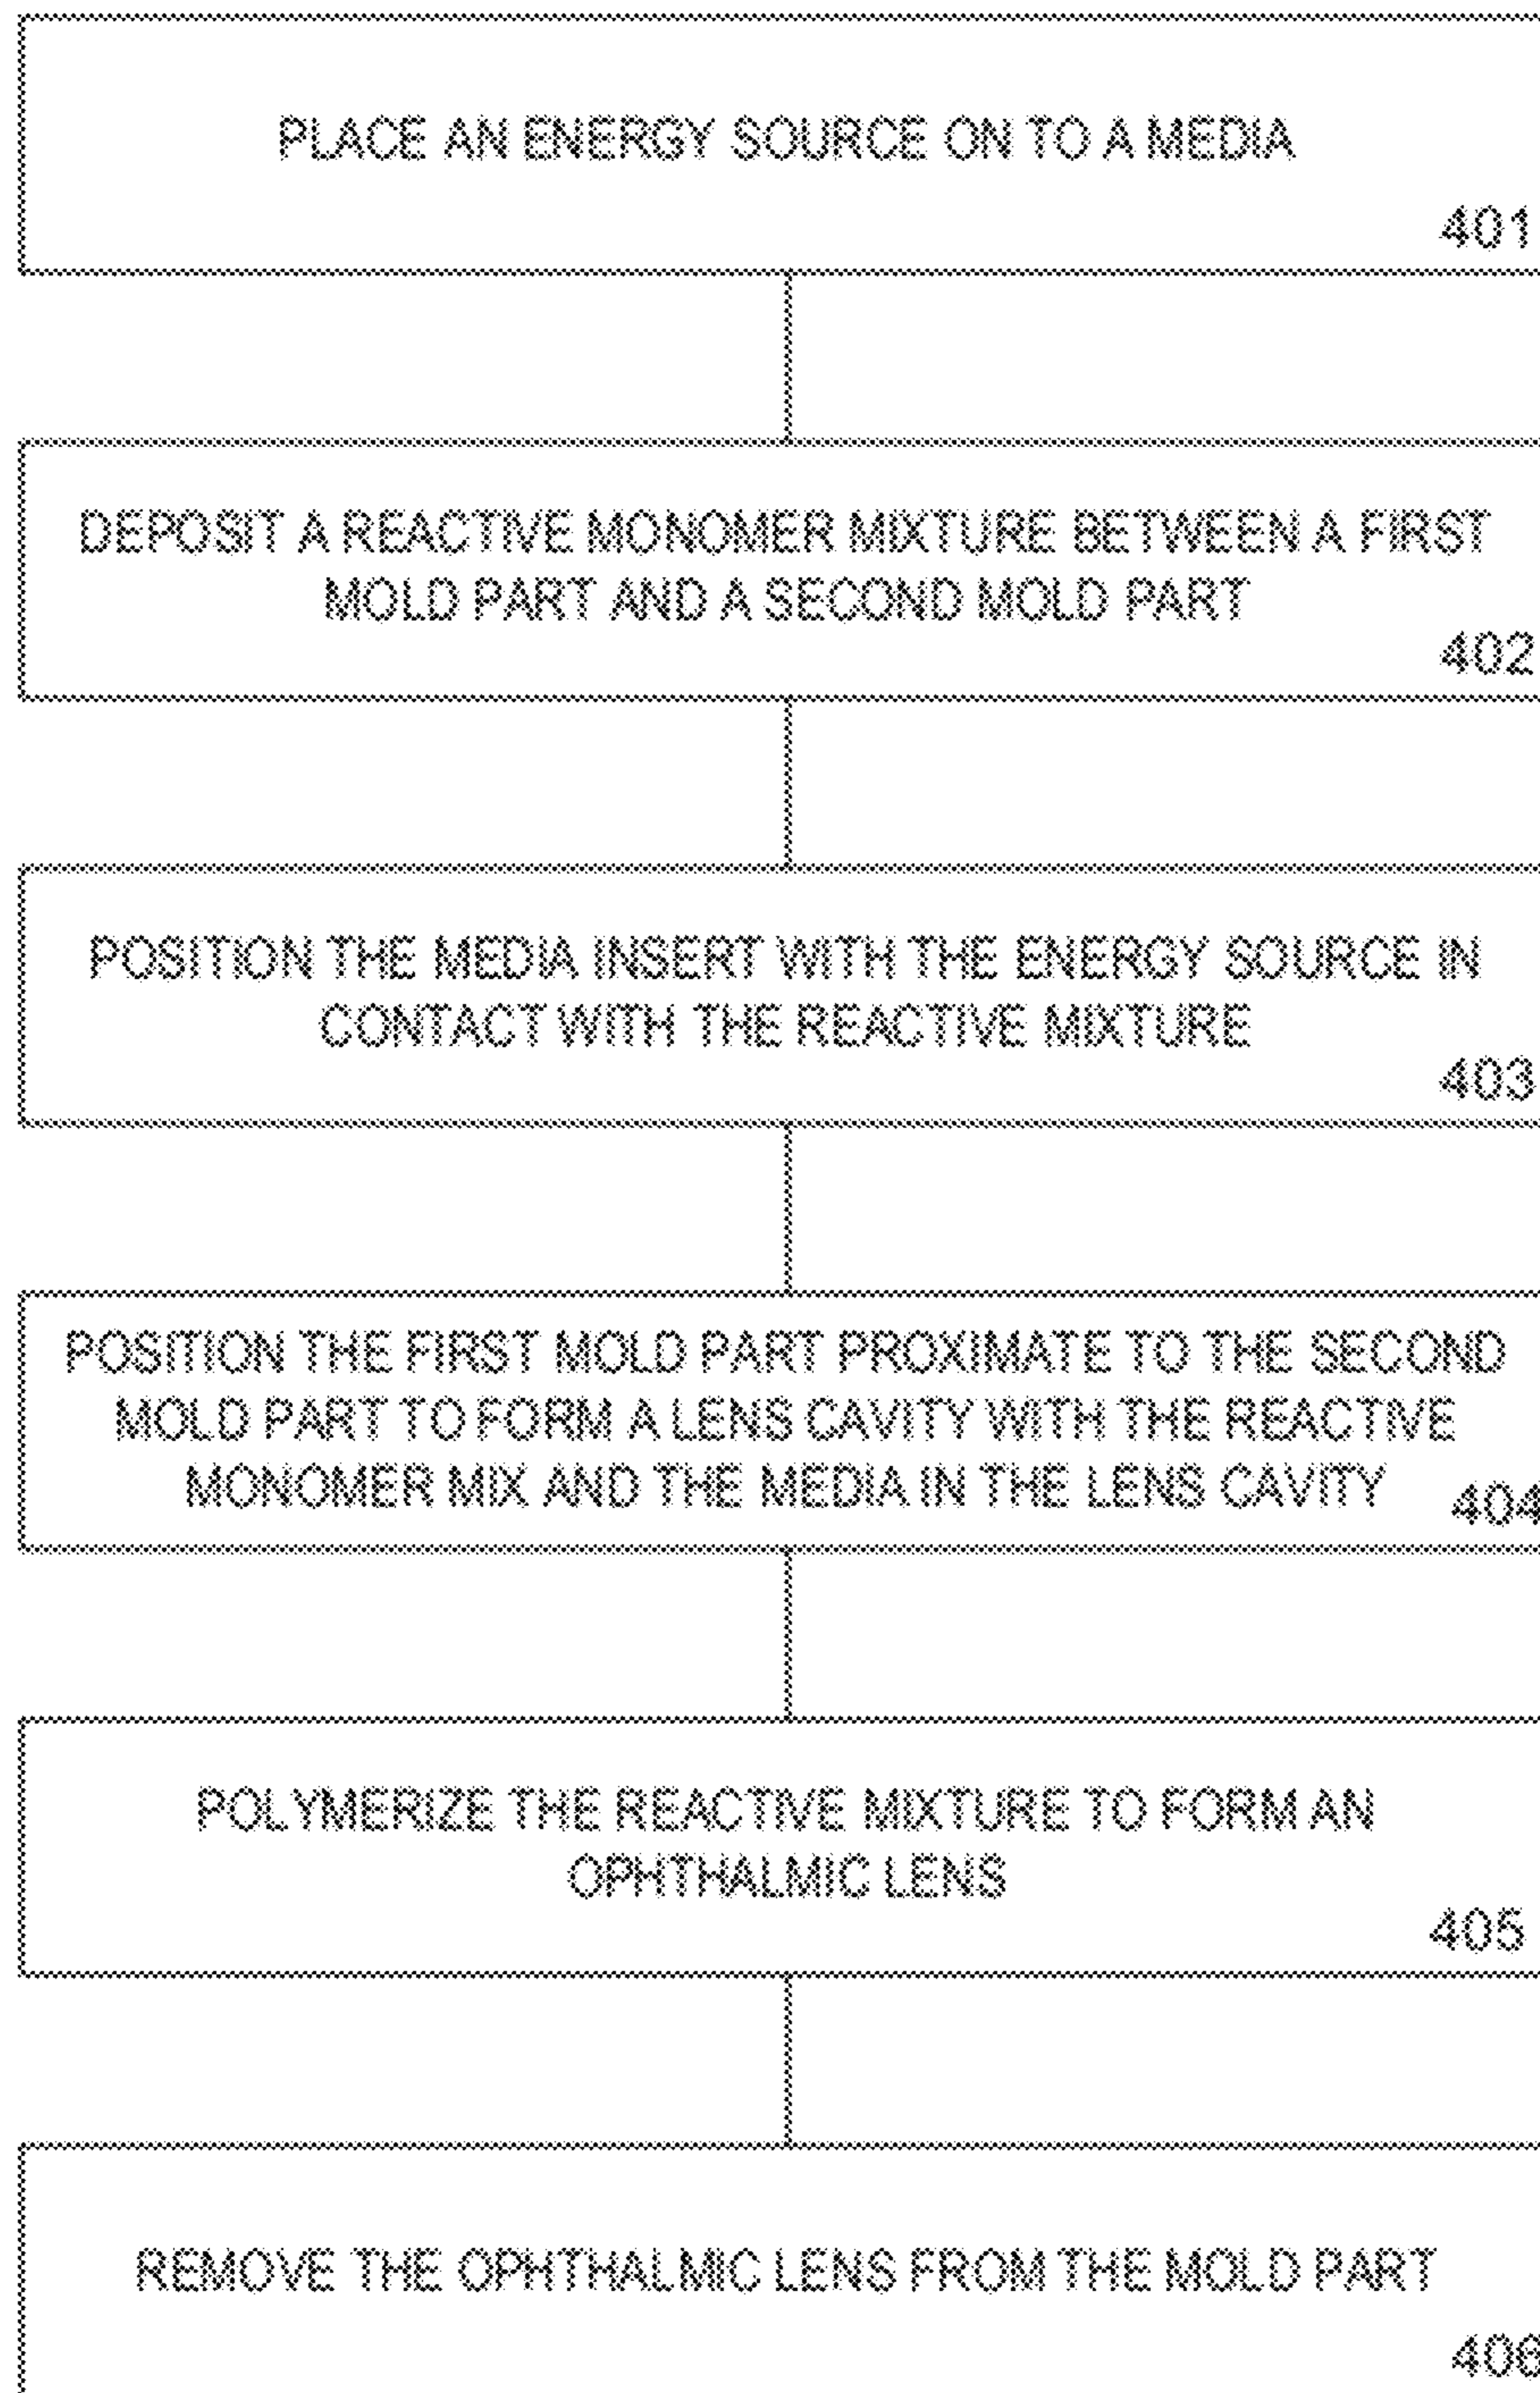 PLACE AN ENERGY SOURCE ON TO A MEDIA
401
DEPOSIT A REACTIVE MONOMER MIXTURE BETWEEN A FIRST
MOLD PART AND A SECOND MOLD PART
402
POSITION THE MEDIA INSERT WITH THE ENERGY SOURCE IN
CONTACT WITH THE REACTIVE MIXTURE
403
POSITION THE FIRST MOLD PART PROXIMATE TO THE SECOND
MOLD PART TO FORM A LENS CAVITY WITH THE REACTIVE
MONOMER MIX AND THE MEDIA IN THE LENS CAVITY
404
POLYMERIZE THE REACTIVE MIXTURE TO FORM AN
OPHTHALMIC LENS
405
REMOVE THE OPHTHALMIC LENS FROM THE MOLD PART
406